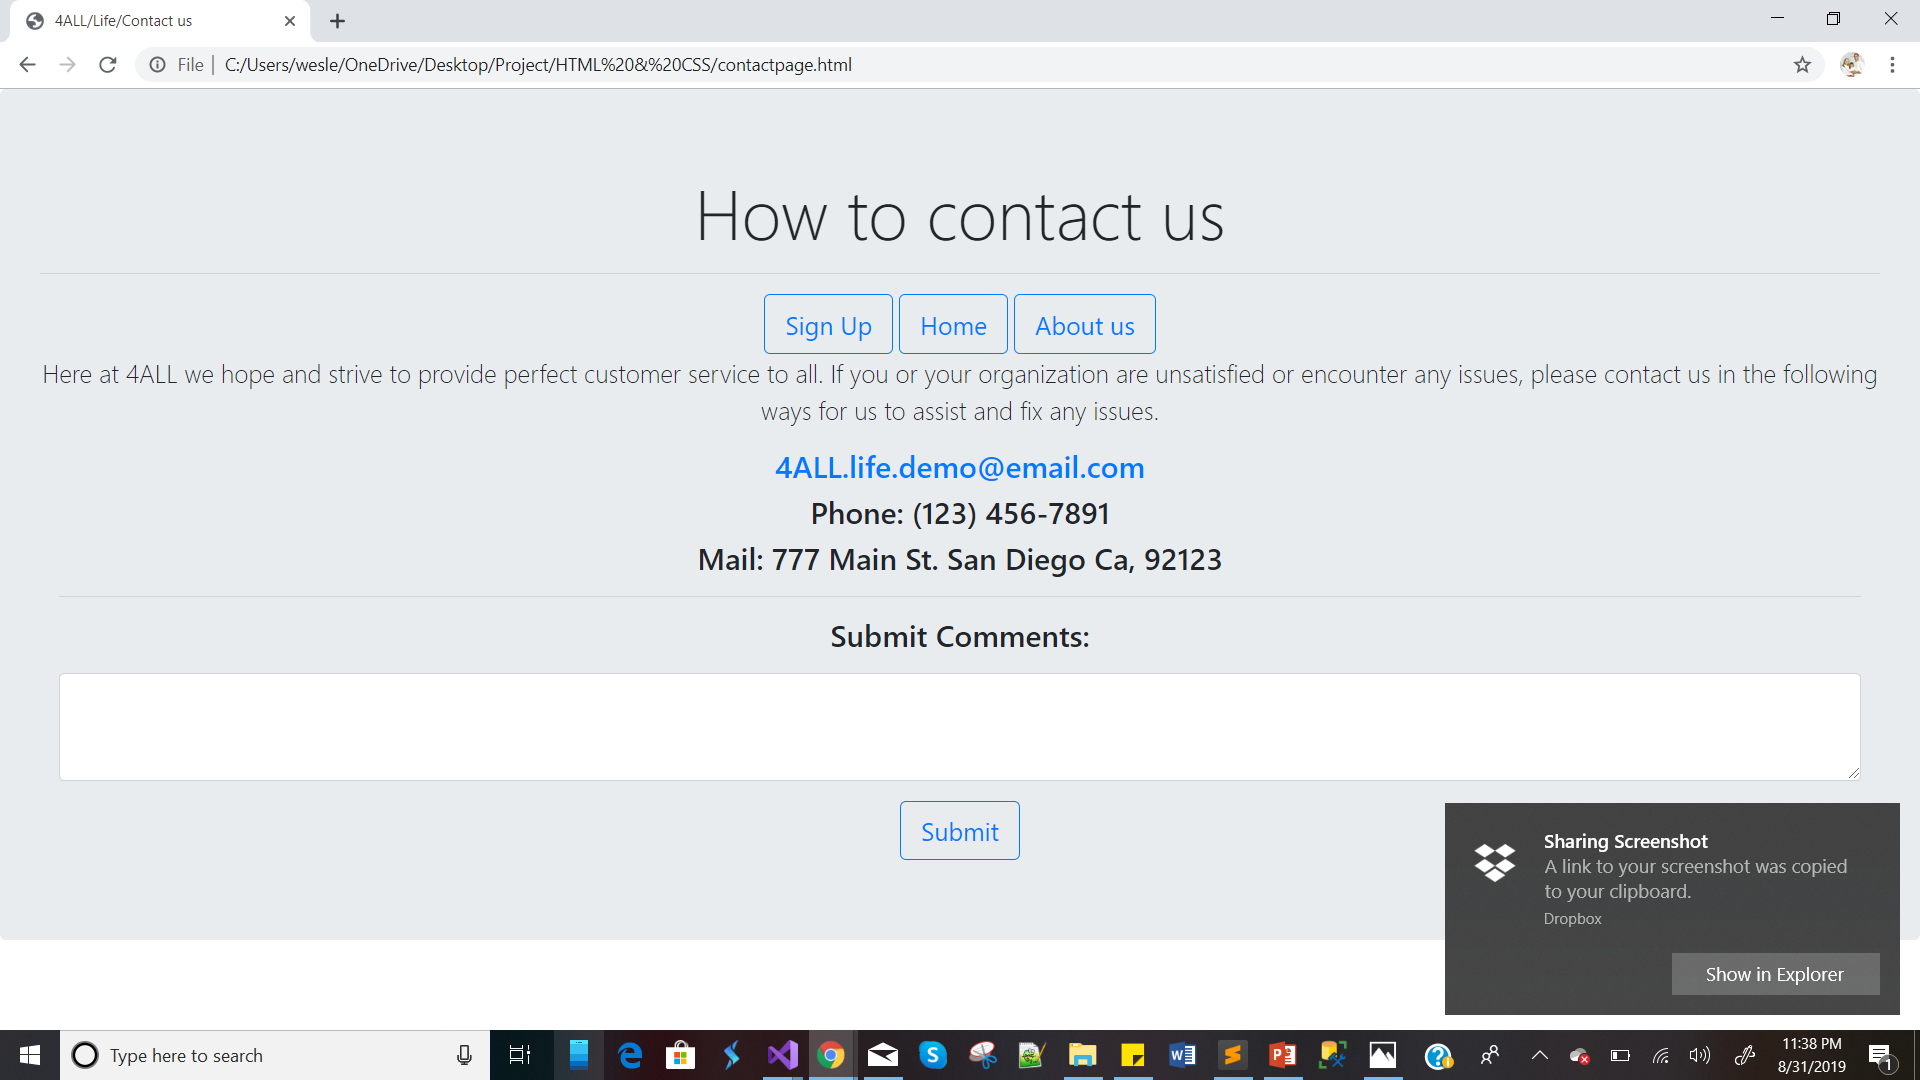 4ALL/Life/Contact us
File | C:/Users/wesle/OneDrive/Desktop/Project/HTML%20&%20CSS/contactpage.html
How to contact us
Sign Up Home About us
Here at 4ALL we hope and strive to provide perfect customer service to all. If you or your organization are unsatisfied or encounter any issues, please contact us in the following
ways for us to assist and fix any issues.
4ALL.life.demo@email.com
Phone: (123) 456-7891
Mail: 777 Main St. San Diego Ca, 92123
Submit Comments:
Submit
Sharing Screenshot
A link to your screenshot was copied
to your clipboard.
Dropbox
Show in Explorer
Type here to search
11:38 PM
8/31/2019
1